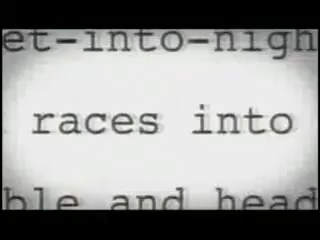 et-into-nigh
races into
ble and head